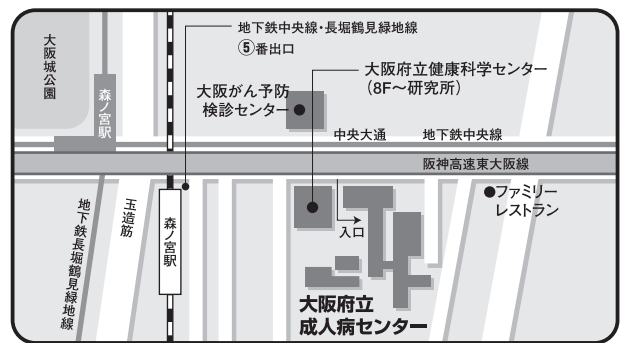 地下鉄中央線・長堀鶴見緑地線
⑤番出口
大阪城公園
森ノ宮駅
大阪がん予防
検診センター
大阪府立健康科学センター
（8F〜研究所）
中央大通
地下鉄中央線
阪神高速東大阪線
地下鉄長堀鶴見緑地線
玉造筋
森ノ宮駅
入口
ファミリー
レストラン
大阪府立
成人病センター